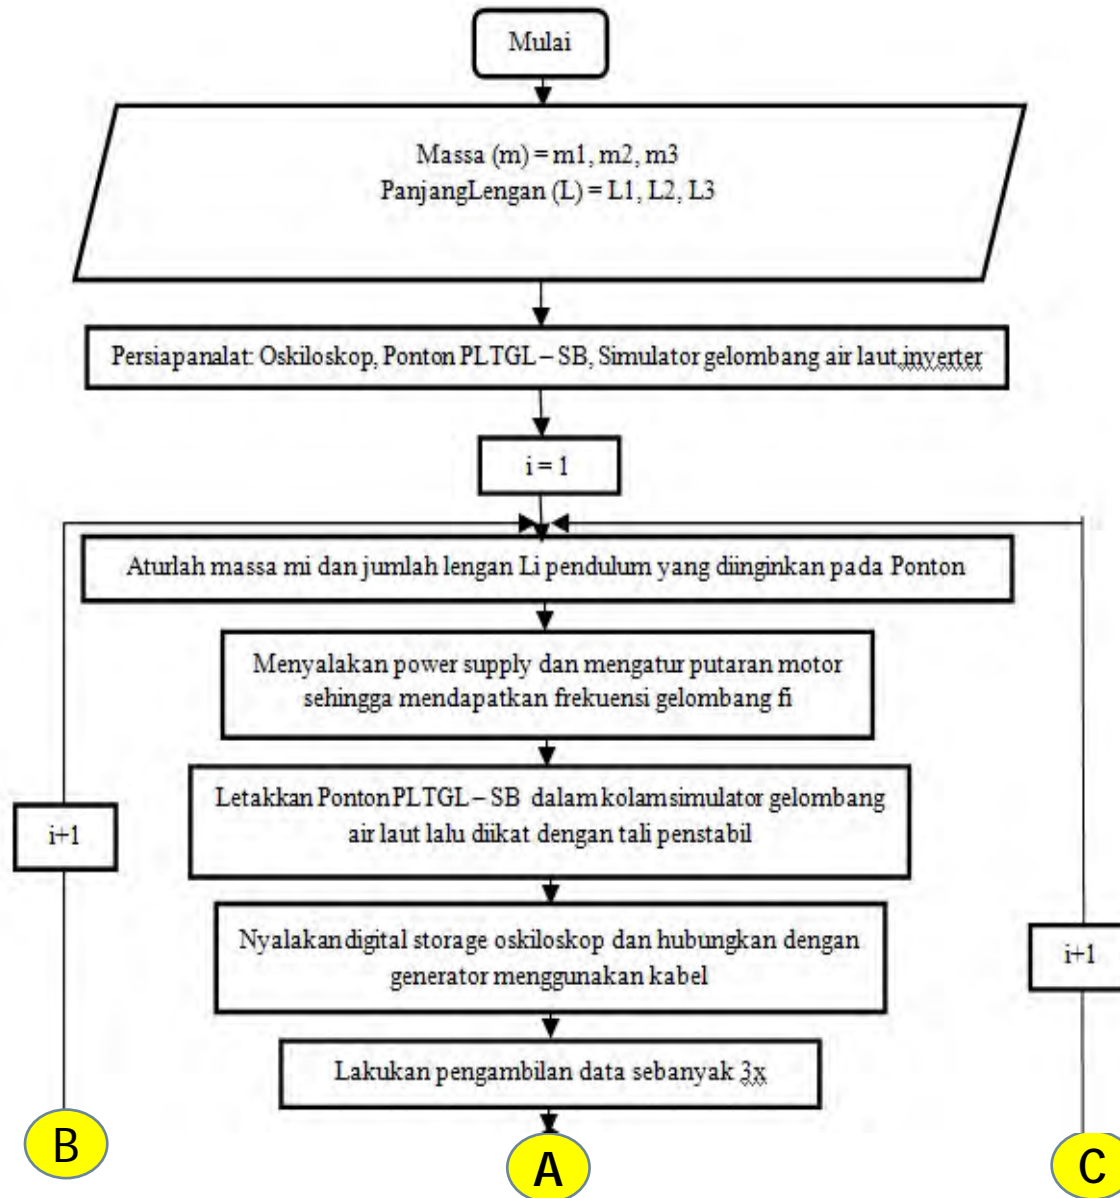 Mulai
Massa (m) = m1, m2, m3
PanjangLengan (L) = L1, L2, L3
Persiapanalat: Oskiloskop, Ponton PLTGL – SB, Simulator gelombang air laut,inverter
i = 1
Aturlah massa mi dan jumlah lengan Li pendulum yang diinginkan pada Ponton
Menyalakan power supply dan mengatur putaran motor
sehingga mendapatkan frekuensi gelombang fi
Letakkan Ponton PLTGL – SB dalam kolam simulator gelombang
air laut lalu diikat dengan tali penstabil
i+1
Nyalakan digital storage oskiloskop dan hubungkan dengan
generator menggunakan kabel
i+1
Lakukan pengambilan data sebanyak 3x
B
A
C